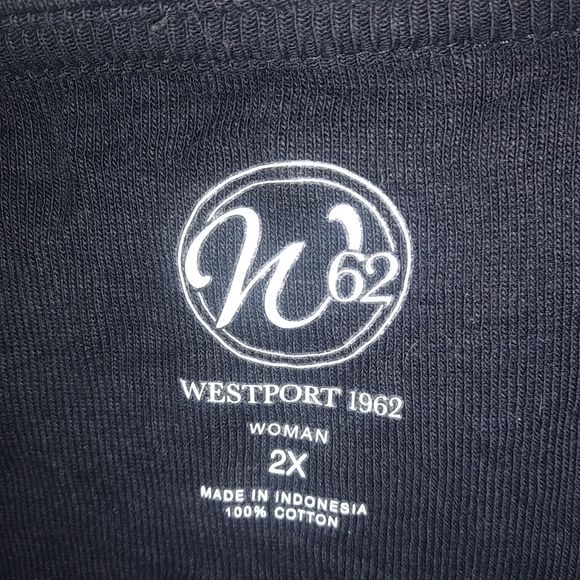 W62
WESTPORT 1962
WOMAN
2X
MADE IN INDONESIA
100% COTTON